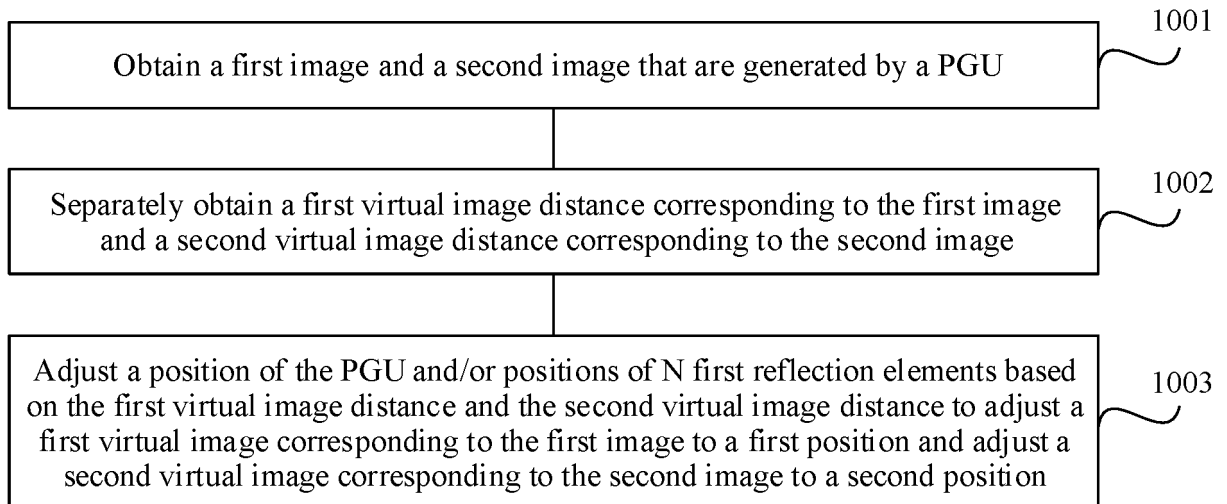 1001
Obtain a first image and a second image that are generated by a PGU
1002
Separately obtain a first virtual image distance corresponding to the first image
and a second virtual image distance corresponding to the second image
1003
Adjust a position of the PGU and/or positions of N first reflection elements based
on the first virtual image distance and the second virtual image distance to adjust a
first virtual image corresponding to the first image to a first position and adjust a
second virtual image corresponding to the second image to a second position